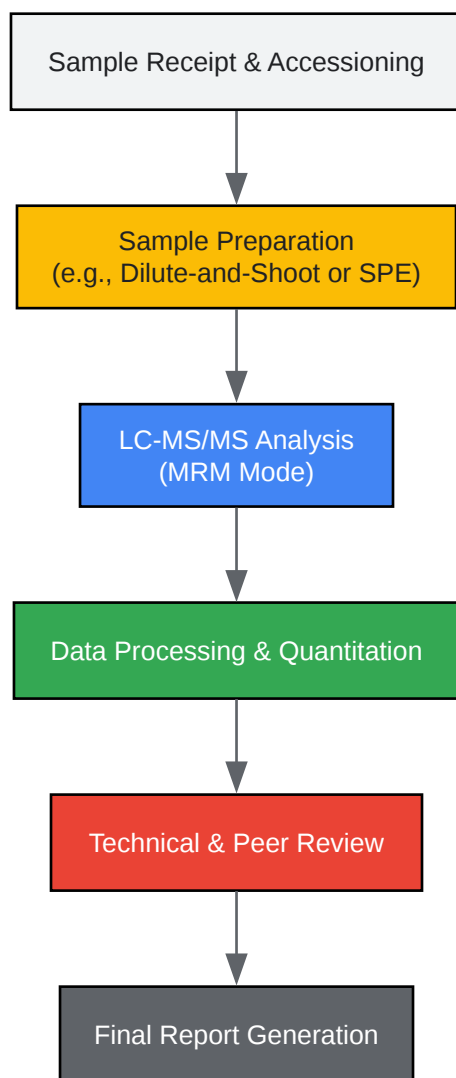 Sample Receipt & Accessioning
Sample Preparation
(e.g., Dilute-and-Shoot or SPE)
LC-MS/MS Analysis
(MRM Mode)
Data Processing & Quantitation
Technical & Peer Review
Final Report Generation